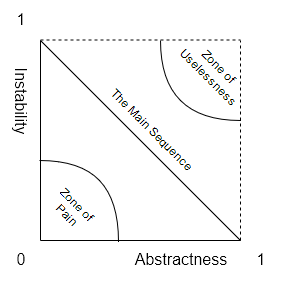 1
Zone of
Uselessness
Instability
The Main Sequence
Zone of
Pain
0
Abstractness
1